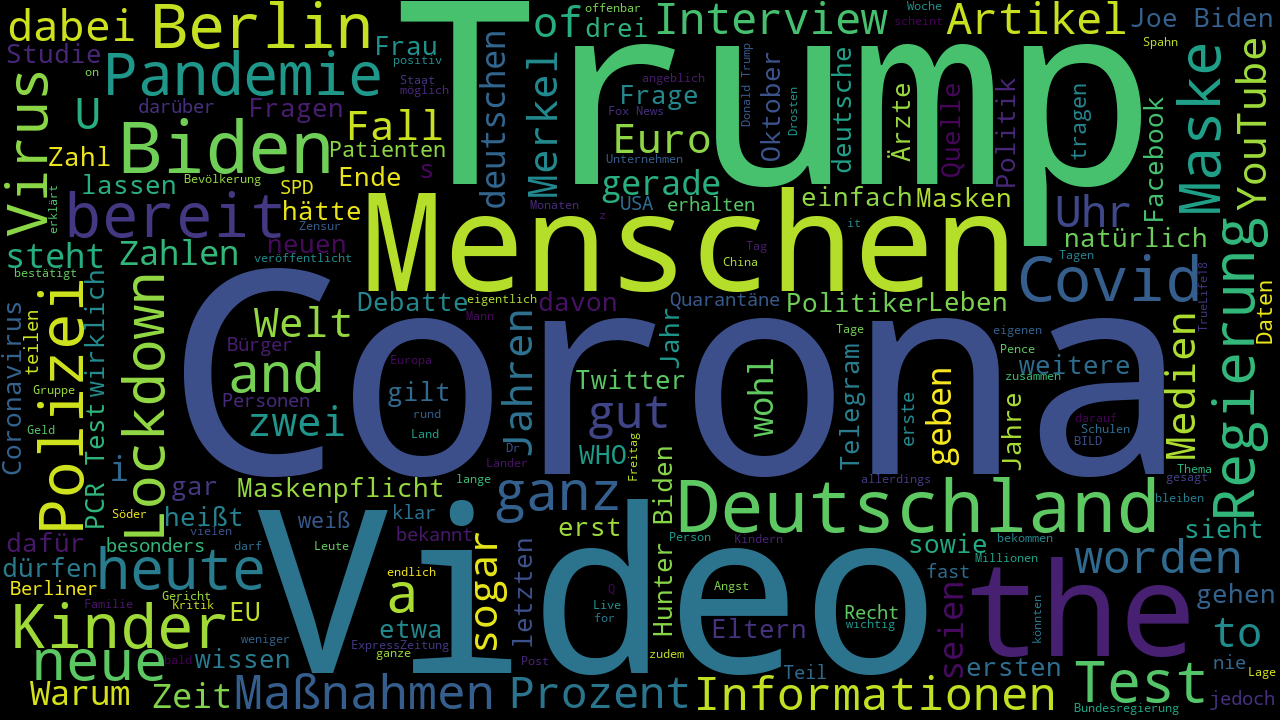 dabei
Berlin
Trump
offenbar
of
drei
Interview
Woche
scheint
Artikel
Joe Biden
Studie
on
Pandemie
Frau
positiv
Staat
möglich
deutschen
Merkel
angeblich
Frage
Fox News
Donald Trump
Oktober
Drosten
deutsche
Ärzte
Quelle
Politik
tragen
Facebook
Maske
Spahn
YouTube
Virus
U
darüber
Fragen
Biden
Fall
Euro
Zahl
Patienten
s
Unternehmen
lassen
Bevölkerung
SPD
Ende
gerade
erklärt
bereit
hätte
Zensur
Menschen
Monaten
z
USA
erhalten
einfach
Masken
Uhr
natürlich
it
Tag
China
Tagen
steht
Zahlen
neuen
veröffentlicht
bestätigt
Covid
TrueLife18
Regierung
Daten
Coronavirus
teilen
Polizei
wirklich
Lockdown
Corona
Debatte
eigentlich
Mann
davon
Quarantäne
Politiker
Leben
Welt
Bürger
Jahren
Jahr
Tage
eigenen
Pence
Medien
Europa
and
gilt
Twitter
wohl
Telegram
erste
geben
zusammen
weitere
Gruppe
Personen
rund
Land
zwei
gut
Geld
Test
PCR
Dr
WHO
Freitag
Jahre
darauf
Schulen
BILD
Länder
i
gar
Maskenpflicht
lange
ganz
Biden
Hunter
allerdings
Thema
gesagt
bleiben
Deutschland
Söder
heißt
vielen
weiß
klar
bekannt
erst
sieht
dafür
besonders
darf
Leute
Video
sogar
letzten
Person
Kindern
sowie
bekommen
Millionen
worden
dürfen
heute
endlich
fast
the
Berliner
Gericht
Kritik
Familie
a
Q
Live
for
Angst
Recht
wichtig
seien
könnten
gehen
Kinder
EU
weniger
etwa
ExpressZeitung
ganze
Eltern
to
neue
bald
wissen
Post
zudem
Teil
ersten
Test
nie
Lage
Warum
Zeit
Maßnahmen
Prozent
Informationen
Bundesregierung
jedoch